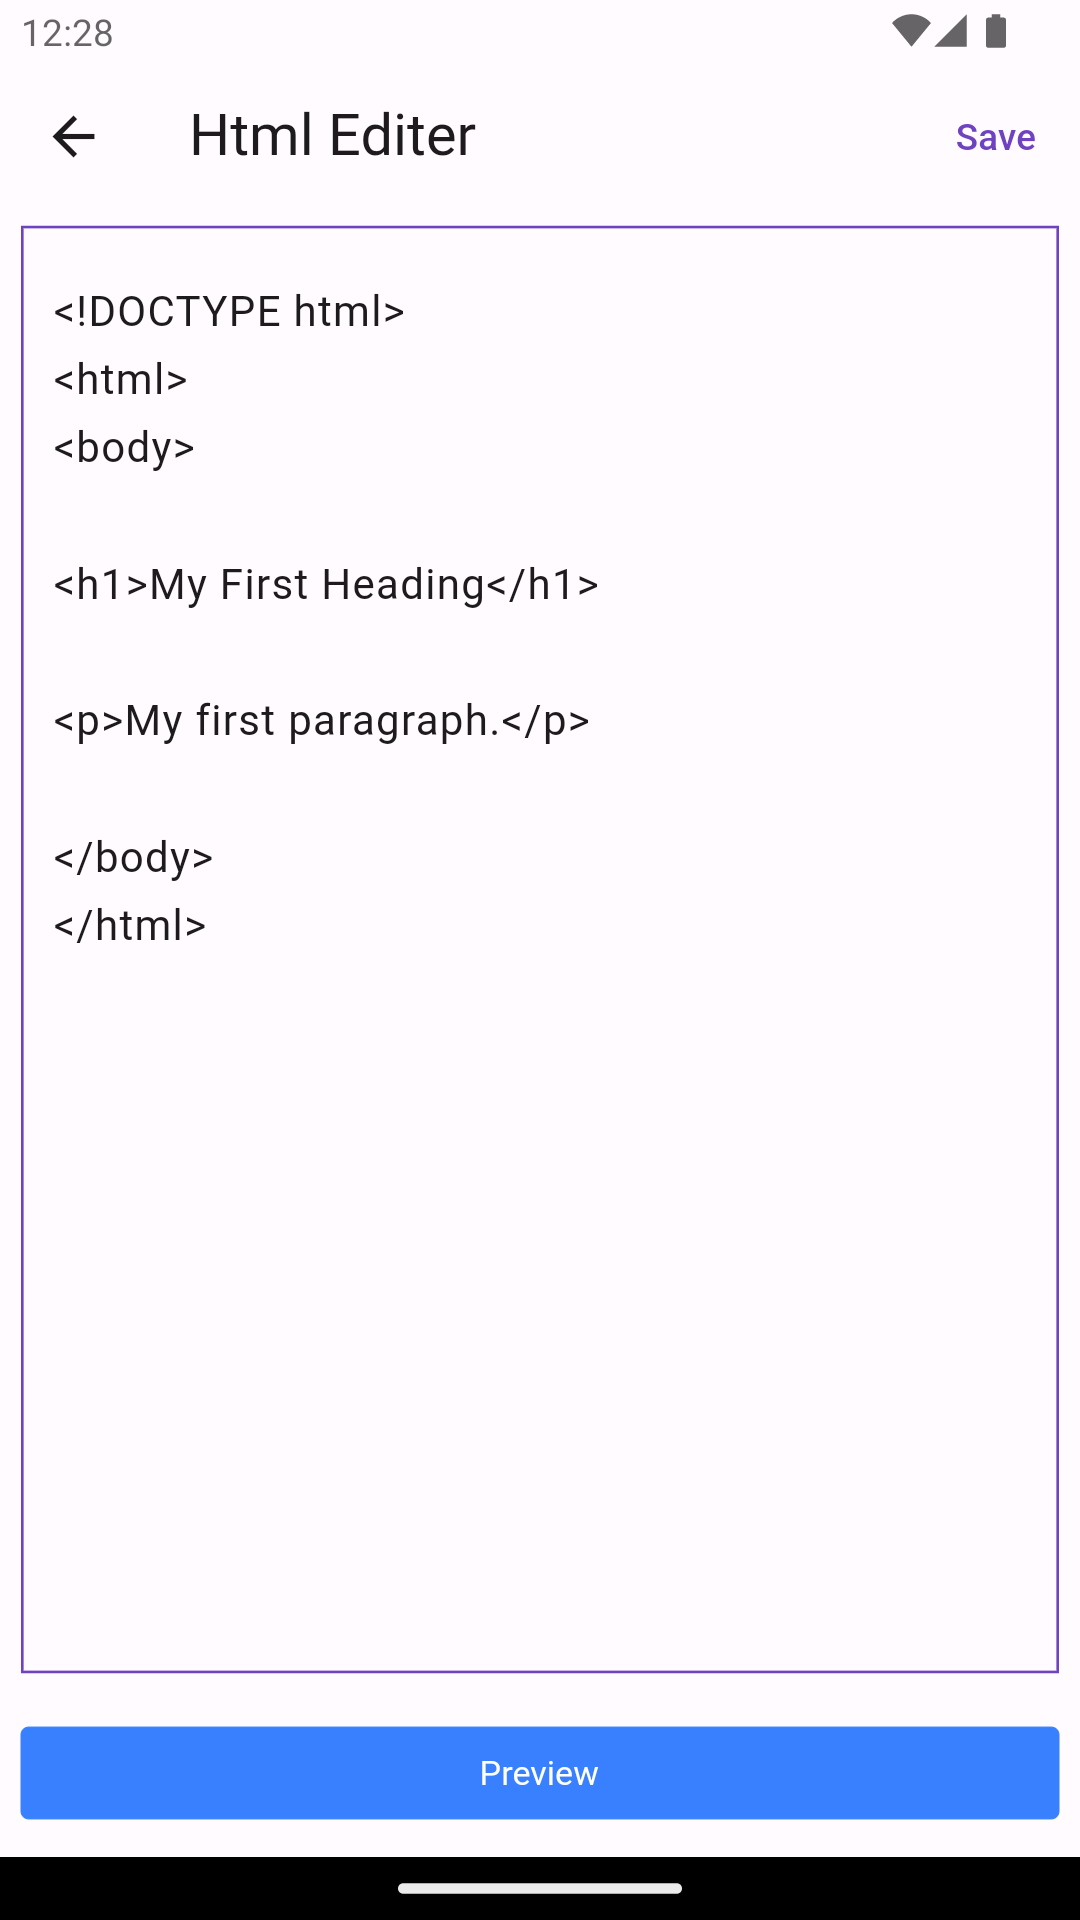 12:28
Html Editer
Save
<!DOCTYPE html>
<html>
<body>
<h1>My First Heading</h1>
<p>My first paragraph.</p>
</body>
</html>
Preview